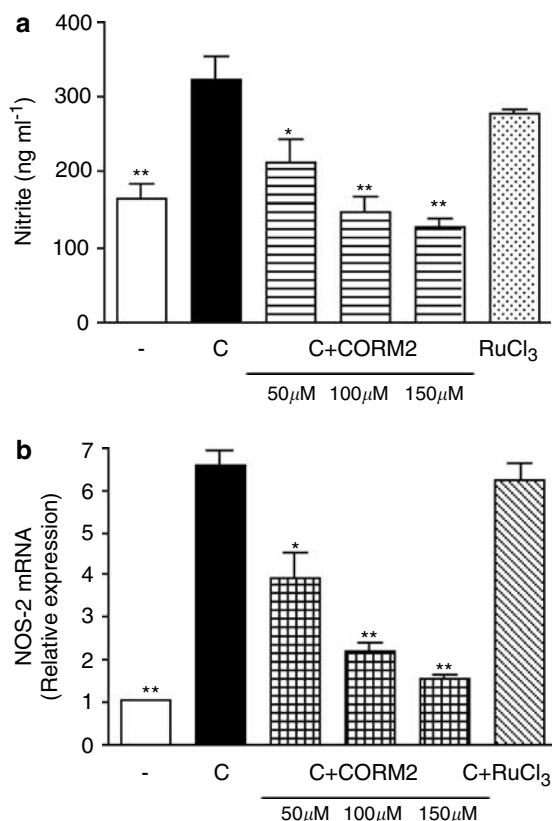 a
Nitrite (ng ml⁻¹)
400
300
200
100
0
**
*
**
**
- C C+CORM2 RuCl₃
50μM 100μM 150μM
b
NOS-2 mRNA
(Relative expression)
7
6
5
4
3
2
1
0
**
*
**
**
- C C+CORM2 C+RuCl₃
50μM 100μM 150μM